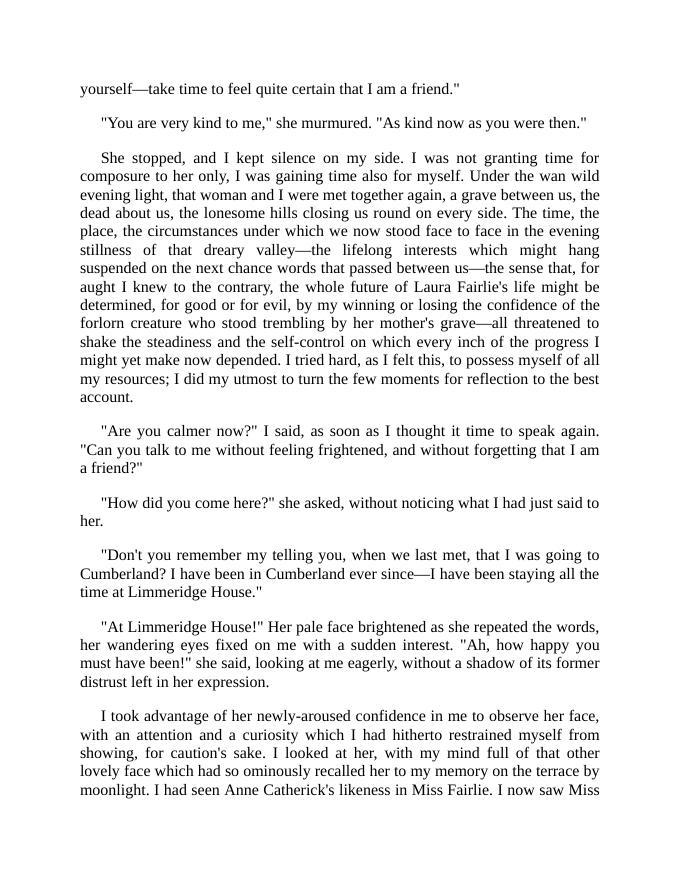 yourself—take time to feel quite certain that I am a friend."
"You are very kind to me," she murmured. "As kind now as you were then."
She stopped, and I kept silence on my side. I was not granting time for
composure to her only, I was gaining time also for myself. Under the wan wild
evening light, that woman and I were met together again, a grave between us, the
dead about us, the lonesome hills closing us round on every side. The time, the
place, the circumstances under which we now stood face to face in the evening
stillness of that dreary valley—the lifelong interests which might hang
suspended on the next chance words that passed between us—the sense that, for
aught I knew to the contrary, the whole future of Laura Fairlie's life might be
determined, for good or for evil, by my winning or losing the confidence of the
forlorn creature who stood trembling by her mother's grave—all threatened to
shake the steadiness and the self-control on which every inch of the progress I
might yet make now depended. I tried hard, as I felt this, to possess myself of all
my resources; I did my utmost to turn the few moments for reflection to the best
account.
"Are you calmer now?" I said, as soon as I thought it time to speak again.
"Can you talk to me without feeling frightened, and without forgetting that I am
a friend?"
"How did you come here?" she asked, without noticing what I had just said to
her.
"Don't you remember my telling you, when we last met, that I was going to
Cumberland? I have been in Cumberland ever since—I have been staying all the
time at Limmeridge House."
"At Limmeridge House!" Her pale face brightened as she repeated the words,
her wandering eyes fixed on me with a sudden interest. "Ah, how happy you
must have been!" she said, looking at me eagerly, without a shadow of its former
distrust left in her expression.
I took advantage of her newly-aroused confidence in me to observe her face,
with an attention and a curiosity which I had hitherto restrained myself from
showing, for caution's sake. I looked at her, with my mind full of that other
lovely face which had so ominously recalled her to my memory on the terrace by
moonlight. I had seen Anne Catherick's likeness in Miss Fairlie. I now saw Miss